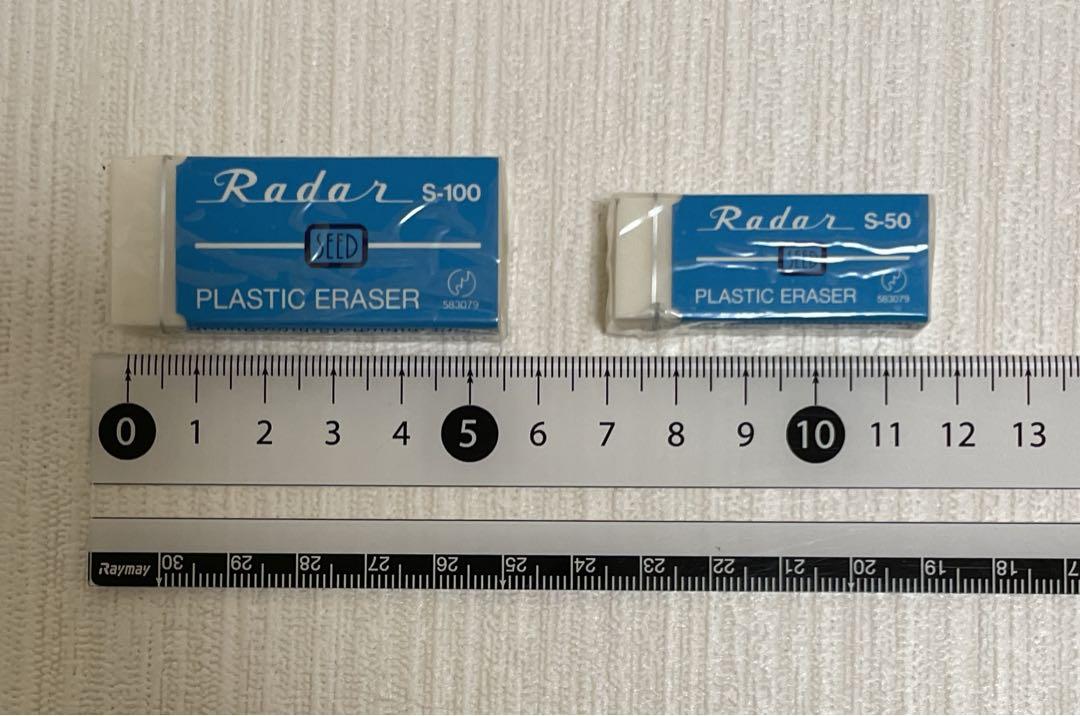 Radar S-100
SEED
PLASTIC ERASER
583079
Radar S-50
SEED
PLASTIC ERASER
583079
0 1 2 3 4 5 6 7 8 9 10 11 12 13
Raymay 30 29 28 27 26 25 24 23 22 21 20 19 18 7